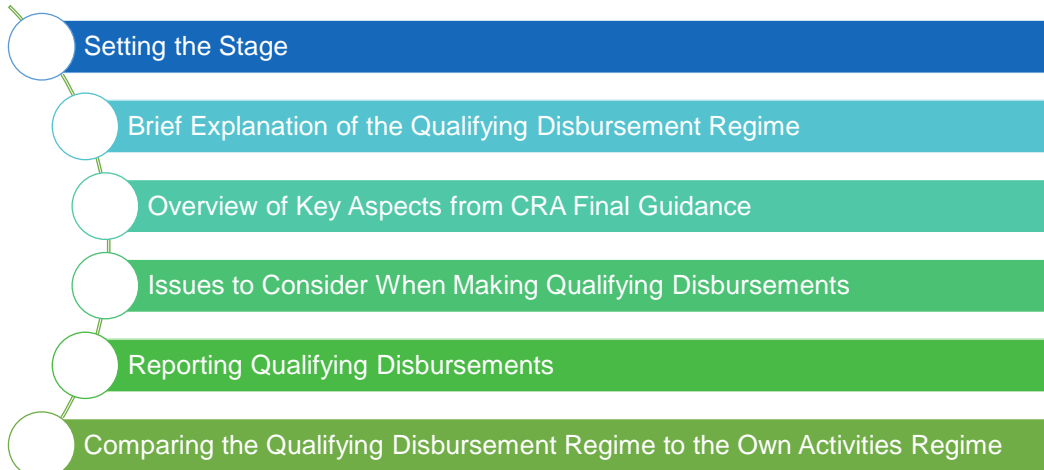 Setting the Stage
Brief Explanation of the Qualifying Disbursement Regime
Overview of Key Aspects from CRA Final Guidance
Issues to Consider When Making Qualifying Disbursements
Reporting Qualifying Disbursements
Comparing the Qualifying Disbursement Regime to the Own Activities Regime